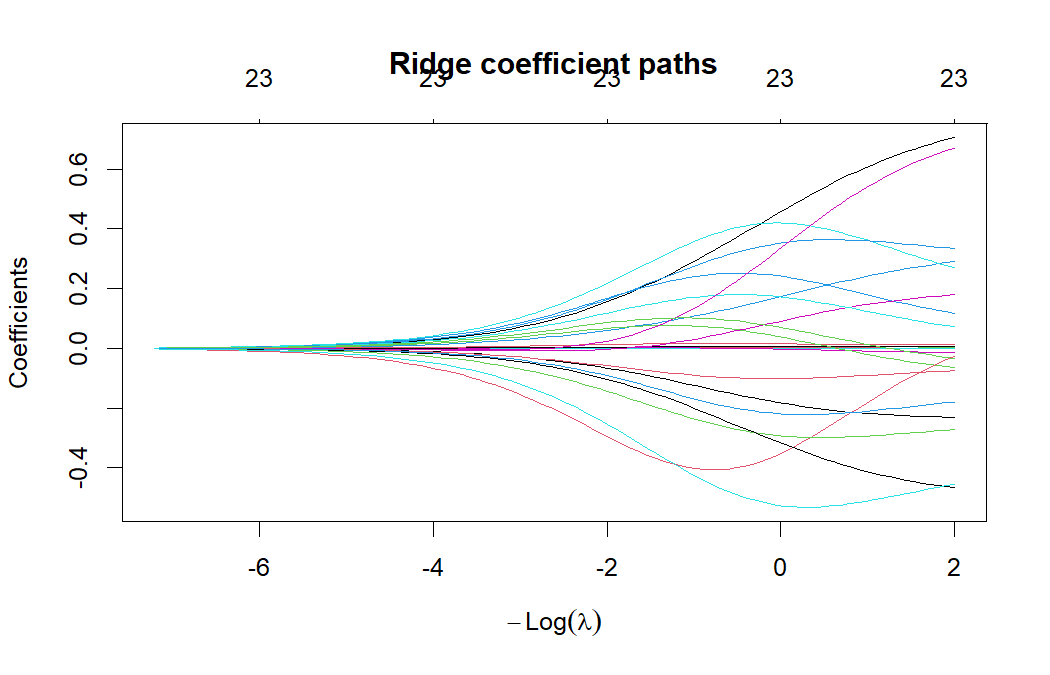 Ridge coefficient paths
23 23 23 23 23
Coefficients
0.6
0.4
0.2
0.0
-0.4
-6 -4 -2 0 2
−Log(λ)